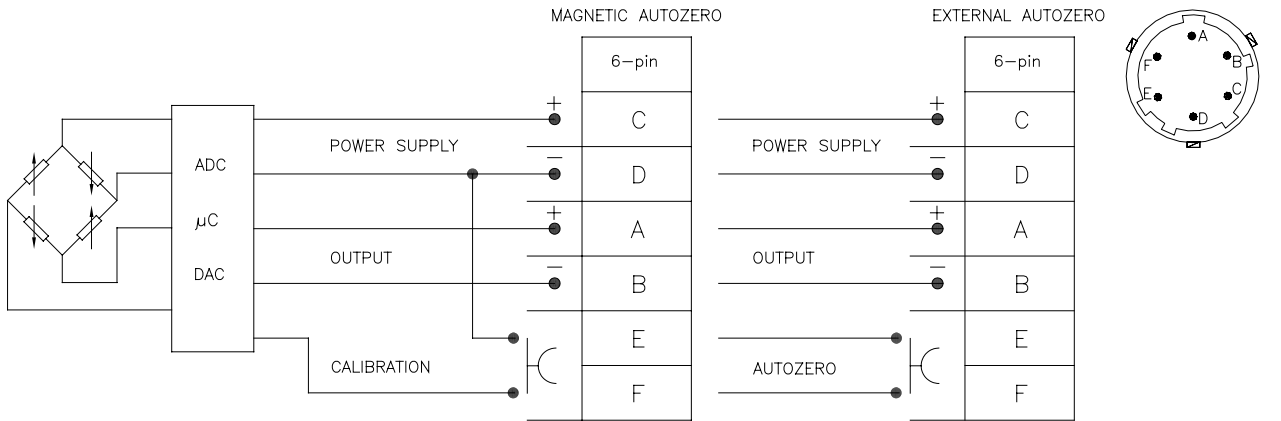 MAGNETIC AUTOZERO
EXTERNAL AUTOZERO
6-pin
6-pin
A
B
C
D
E
F
ADC
µC
DAC
POWER SUPPLY
+
C
−
D
OUTPUT
+
A
−
B
CALIBRATION
E
F
POWER SUPPLY
+
C
−
D
OUTPUT
+
A
−
B
AUTOZERO
E
F